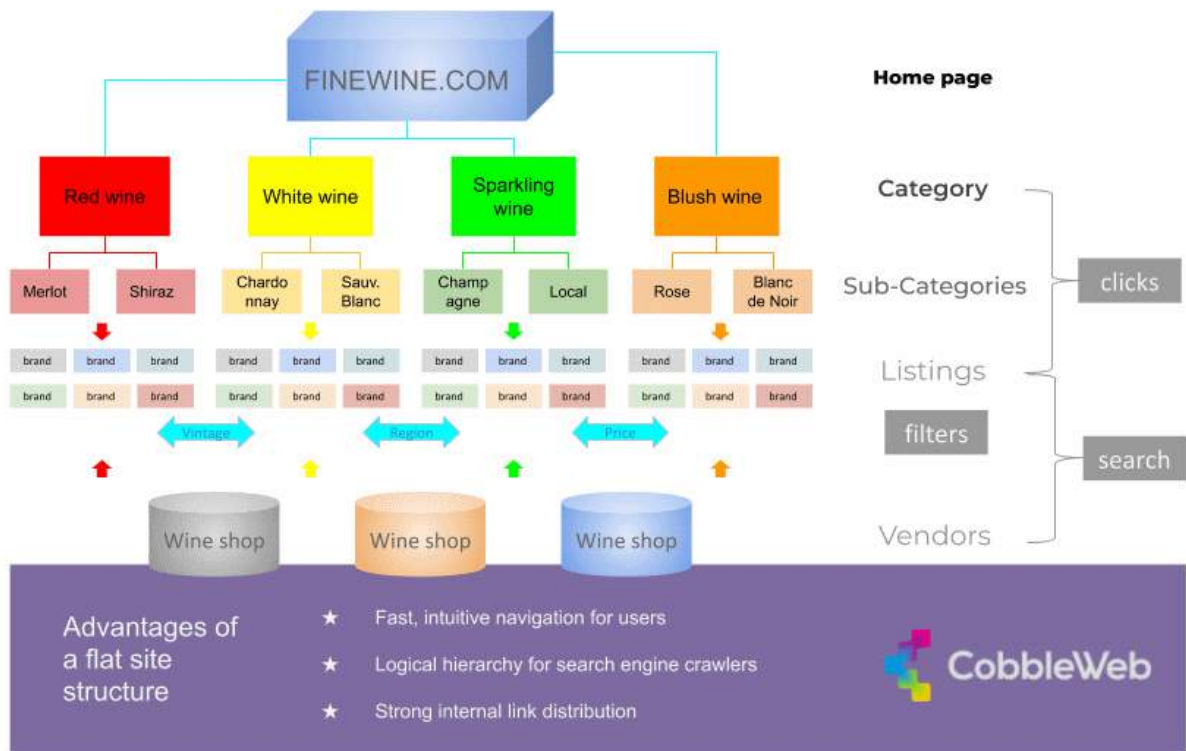 FINEWINE.COM
Home page
Red wine
White wine
Sparkling
wine
Blush wine
Category
Merlot
Shiraz
Chardo
nnay
Sauv.
Blanc
Champ
agne
Local
Rose
Blanc
de Noir
Sub-Categories
clicks
brand brand brand brand brand brand brand brand brand brand brand brand
brand brand brand brand brand brand brand brand brand brand brand brand
Listings
Vintage
Region
Price
filters
search
Wine shop
Wine shop
Wine shop
Vendors
Advantages of
a flat site
structure
★ Fast, intuitive navigation for users
★ Logical hierarchy for search engine crawlers
★ Strong internal link distribution
CobbleWeb